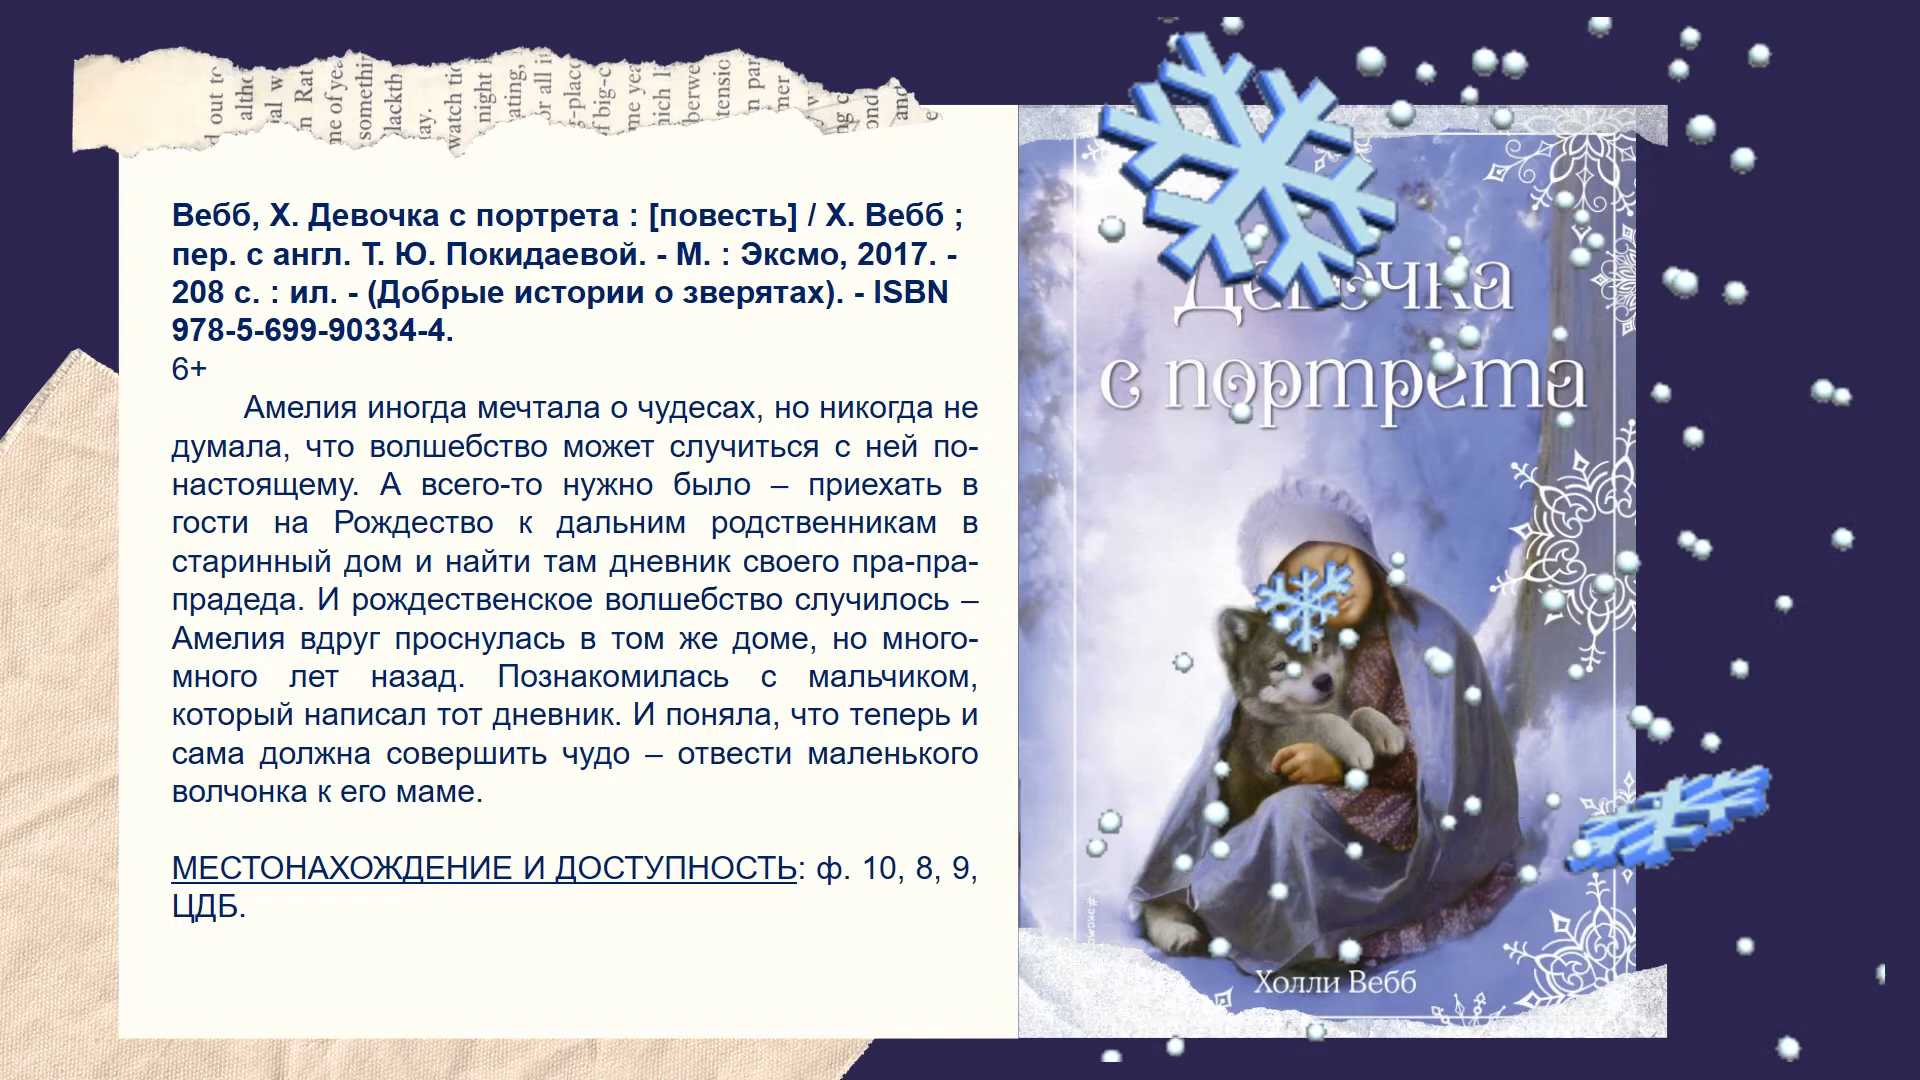 Вебб, Х. Девочка с портрета : [повесть] / Х. Вебб ;
пер. с англ. Т. Ю. Покидаевой. - М. : Эксмо, 2017. -
208 с. : ил. - (Добрые истории о зверятах). - ISBN
978-5-699-90334-4.
6+
Амелия иногда мечтала о чудесах, но никогда не
думала, что волшебство может случиться с ней по-
настоящему. А всего-то нужно было – приехать в
гости на Рождество к дальним родственникам в
старинный дом и найти там дневник своего пра-пра-
прадеда. И рождественское волшебство случилось –
Амелия вдруг проснулась в том же доме, но много-
много лет назад. Познакомилась с мальчиком,
который написал тот дневник. И поняла, что теперь и
сама должна совершить чудо – отвести маленького
волчонка к его маме.
МЕСТОНАХОЖДЕНИЕ И ДОСТУПНОСТЬ: ф. 10, 8, 9,
ЦДБ.
Девочка
с портрета
Холли Вебб